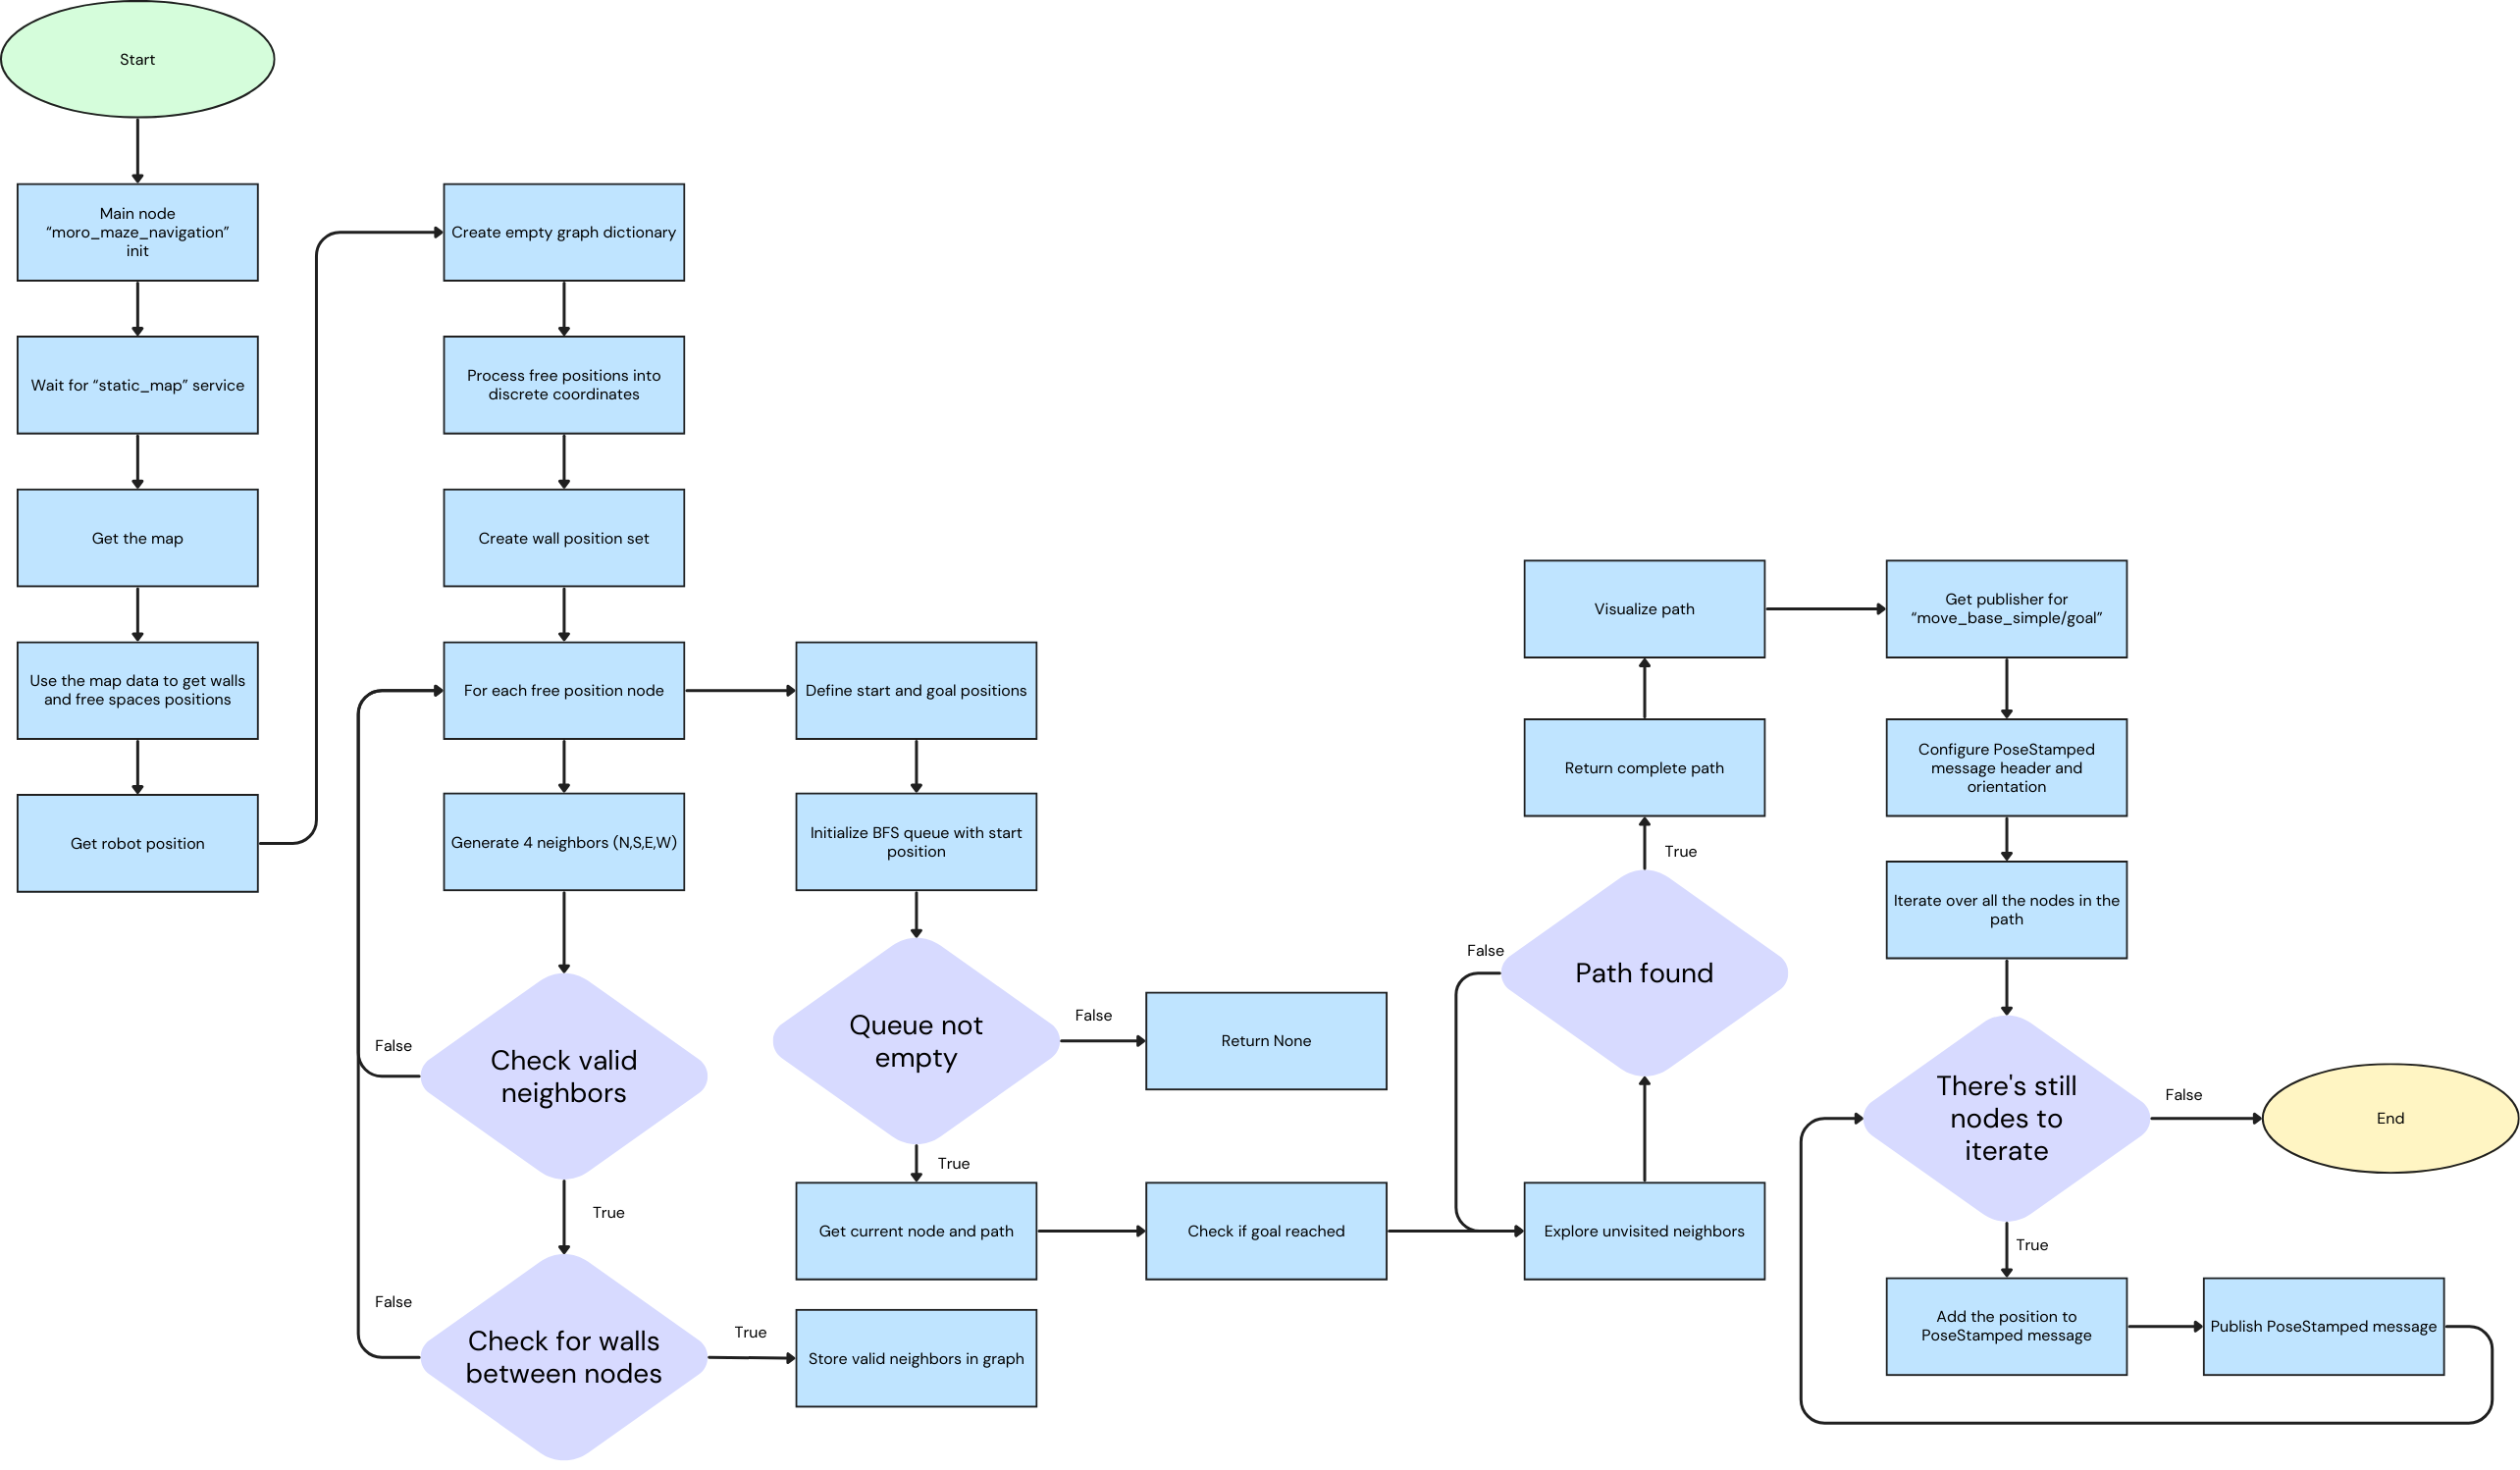 Start
Main node
“moro_maze_navigation”
init
Wait for “static_map” service
Get the map
Use the map data to get walls
and free spaces positions
Get robot position
Create empty graph dictionary
Process free positions into
discrete coordinates
Create wall position set
For each free position node
Generate 4 neighbors (N,S,E,W)
False
Check valid
neighbors
True
False
Check for walls
between nodes
True
Store valid neighbors in graph
Define start and goal positions
Initialize BFS queue with start
position
Queue not
empty
False
Return None
True
Get current node and path
Check if goal reached
Explore unvisited neighbors
False
Path found
True
Return complete path
Visualize path
Get publisher for
“move_base_simple/goal”
Configure PoseStamped
message header and
orientation
Iterate over all the nodes in the
path
There's still
nodes to
iterate
False
End
True
Add the position to
PoseStamped message
Publish PoseStamped message